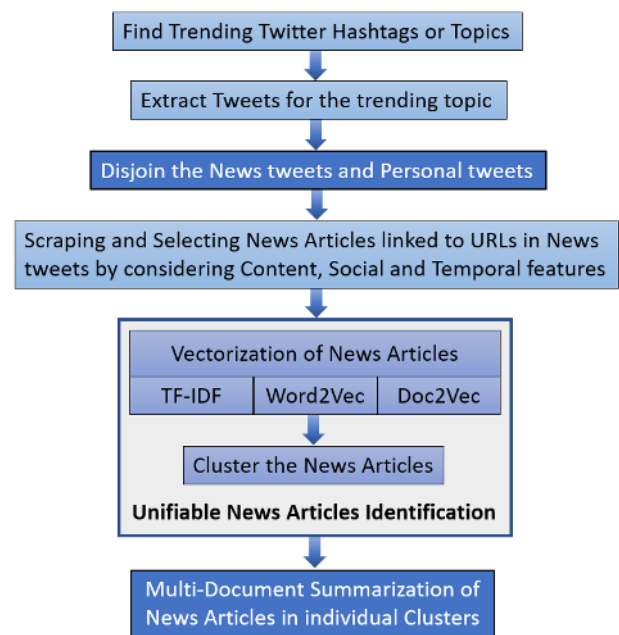 Find Trending Twitter Hashtags or Topics
Extract Tweets for the trending topic
Disjoin the News tweets and Personal tweets
Scraping and Selecting News Articles linked to URLs in News
tweets by considering Content, Social and Temporal features
Vectorization of News Articles
TF-IDF Word2Vec Doc2Vec
Cluster the News Articles
Unifiable News Articles Identification
Multi-Document Summarization of
News Articles in individual Clusters